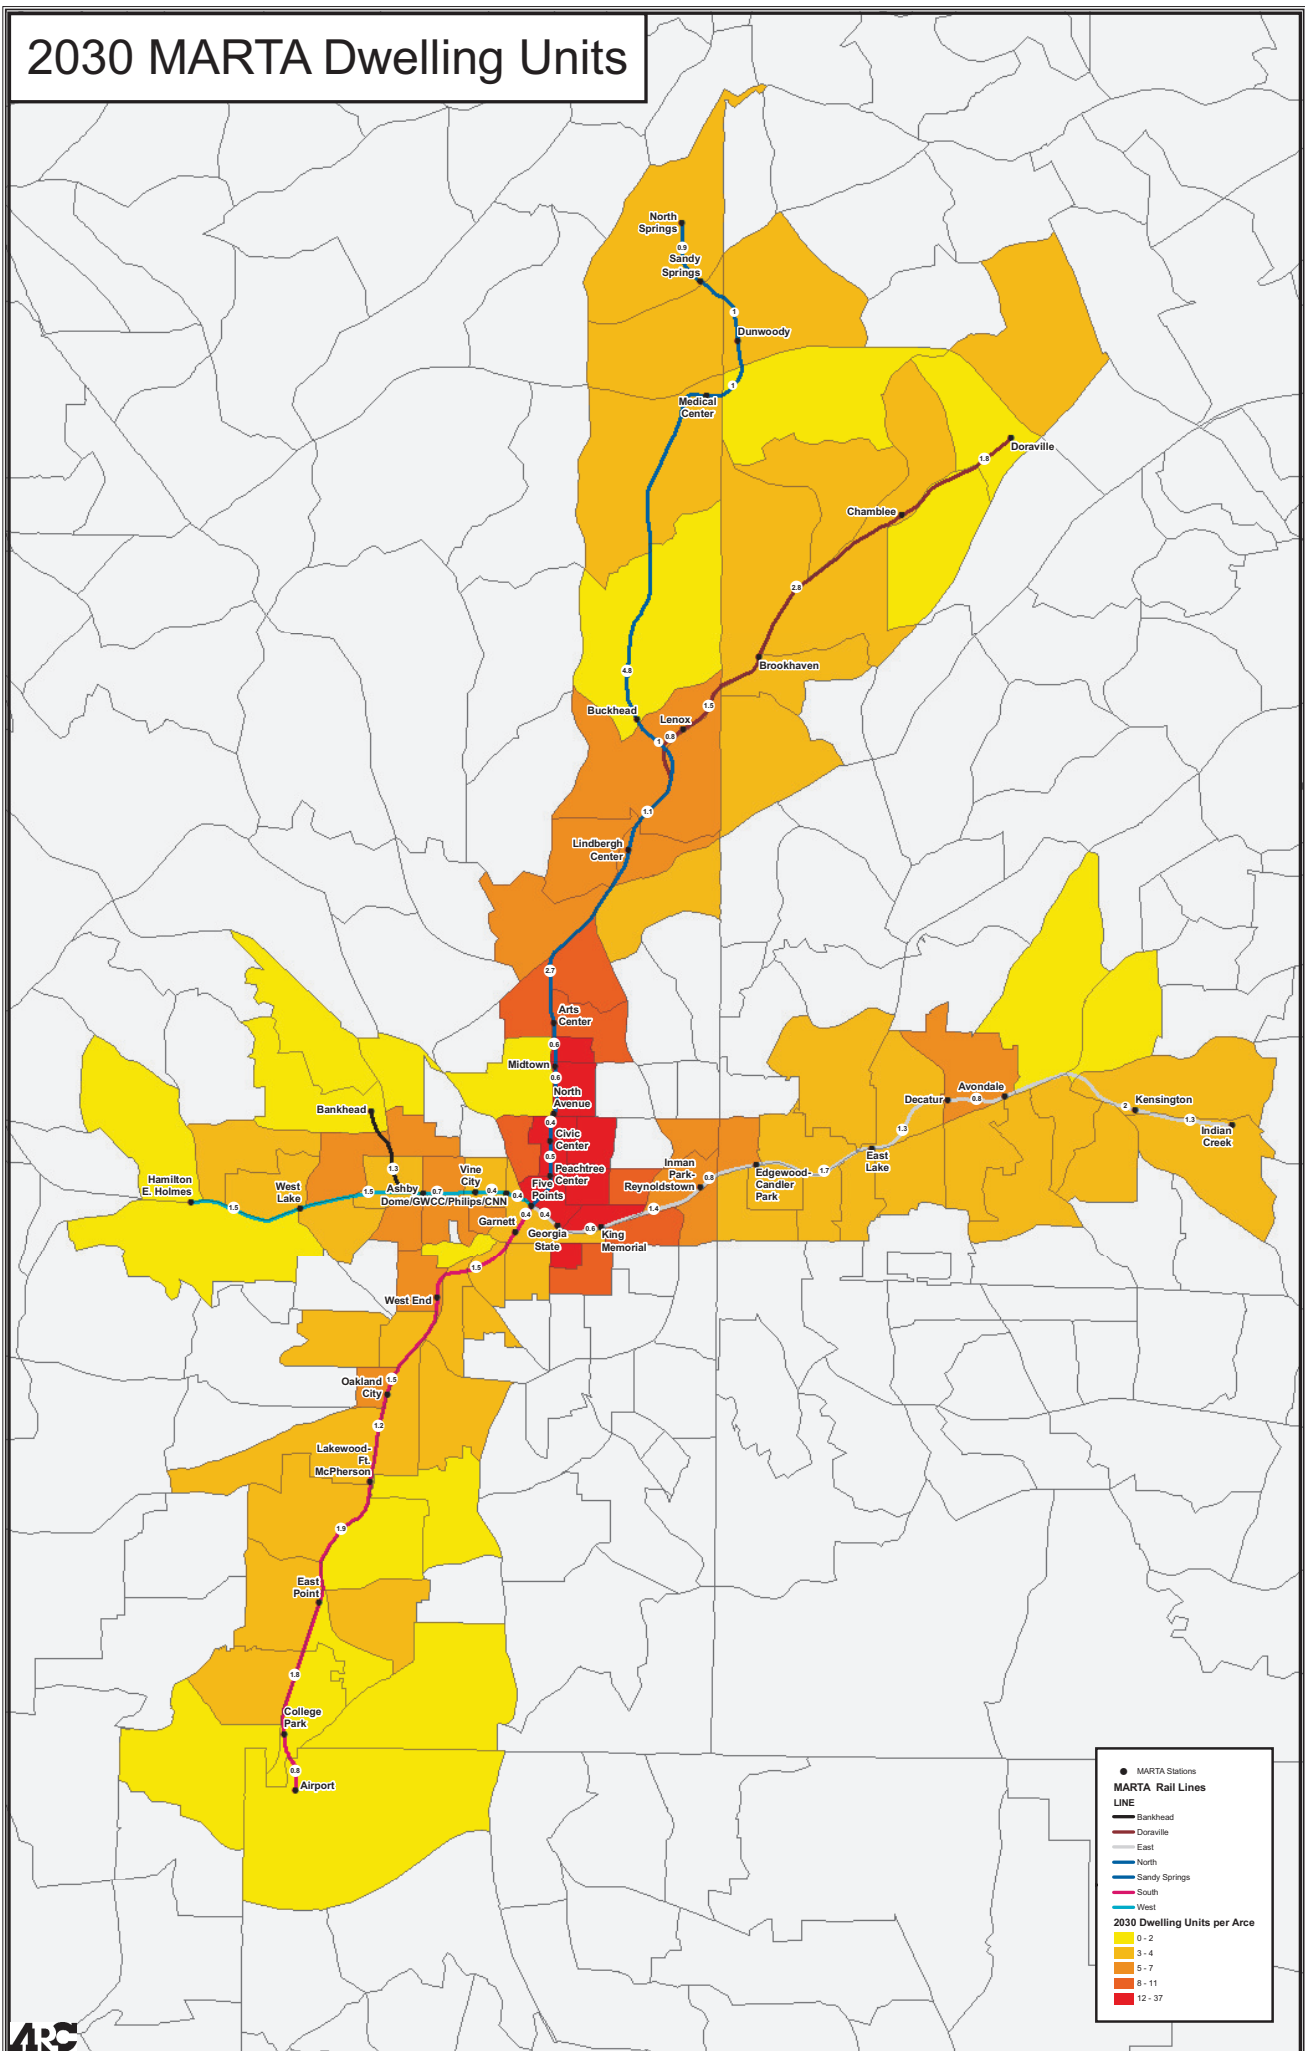 2030 MARTA Dwelling Units
North
Springs
0.9
Sandy
Springs
1
Dunwoody
1
Medical
Center
Doraville
1.8
Chamblee
2.8
Brookhaven
4.8
1.5
Buckhead
Lenox
0.8
1
1.1
Lindbergh
Center
2.7
Arts
Center
0.6
Midtown
0.6
North
Avenue
0.4
Civic
Center
0.5
Peachtree
Center
Five
Points
Bankhead
1.3
Hamilton
E. Holmes
1.5
West
Lake
1.5
Ashby
0.7
Vine
City
0.4
Dome/GWCC/Philips/CNN
0.4
Garnett
0.4
0.4
Georgia
State
0.6
King
Memorial
1.4
Inman
Park-
Reynoldstown
0.8
Edgewood-
Candler
Park
1.7
East
Lake
1.3
Decatur
0.8
Avondale
2
Kensington
1.3
Indian
Creek
1.5
West End
1.5
Oakland
City
1.2
Lakewood-
Ft.
McPherson
1.9
East
Point
1.8
College
Park
0.8
Airport
MARTA Stations
MARTA Rail Lines
LINE
Bankhead
Doraville
East
North
Sandy Springs
South
West
2030 Dwelling Units per Arce
0 - 2
3 - 4
5 - 7
8 - 11
12 - 37
ARC